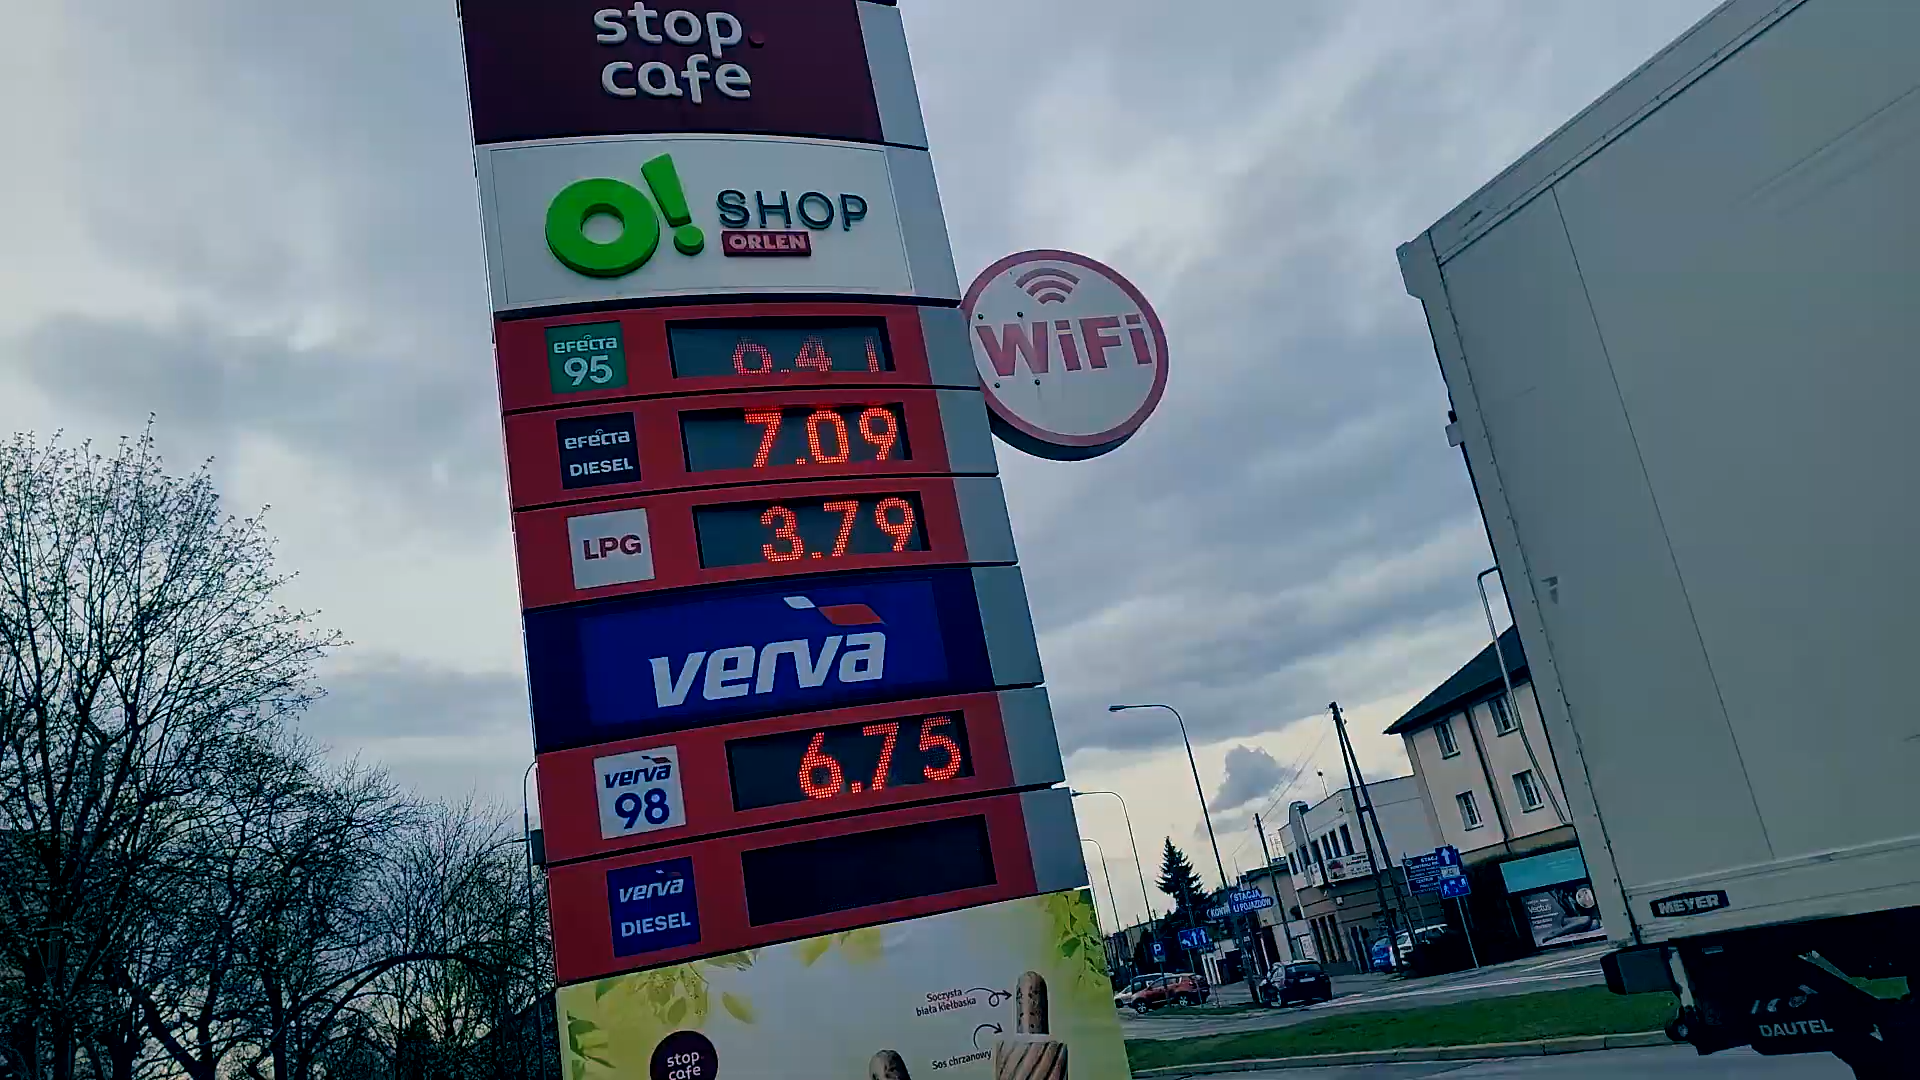 stop.
cafe
O! SHOP
ORLEN
WiFi
efecta
95
efecta
DIESEL
7.09
LPG
3.79
verva
verva
98
6.75
verva
DIESEL
Soczysta
biała kiełbaska
Sos chrzanowy
stop.
cafe
STACJA
MEYER
DAUTEL